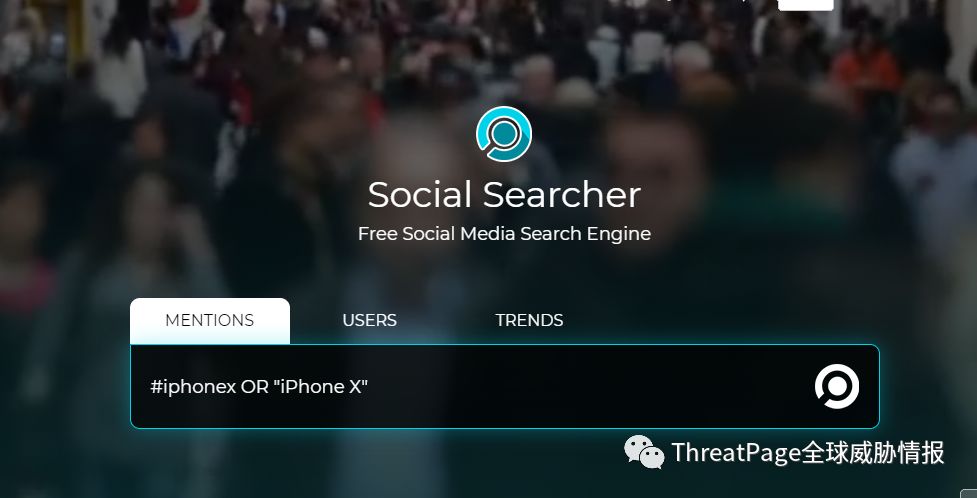 Social Searcher
Free Social Media Search Engine
MENTIONS
USERS
TRENDS
#iphonex OR "iPhone X"
ThreatPage全球威胁情报